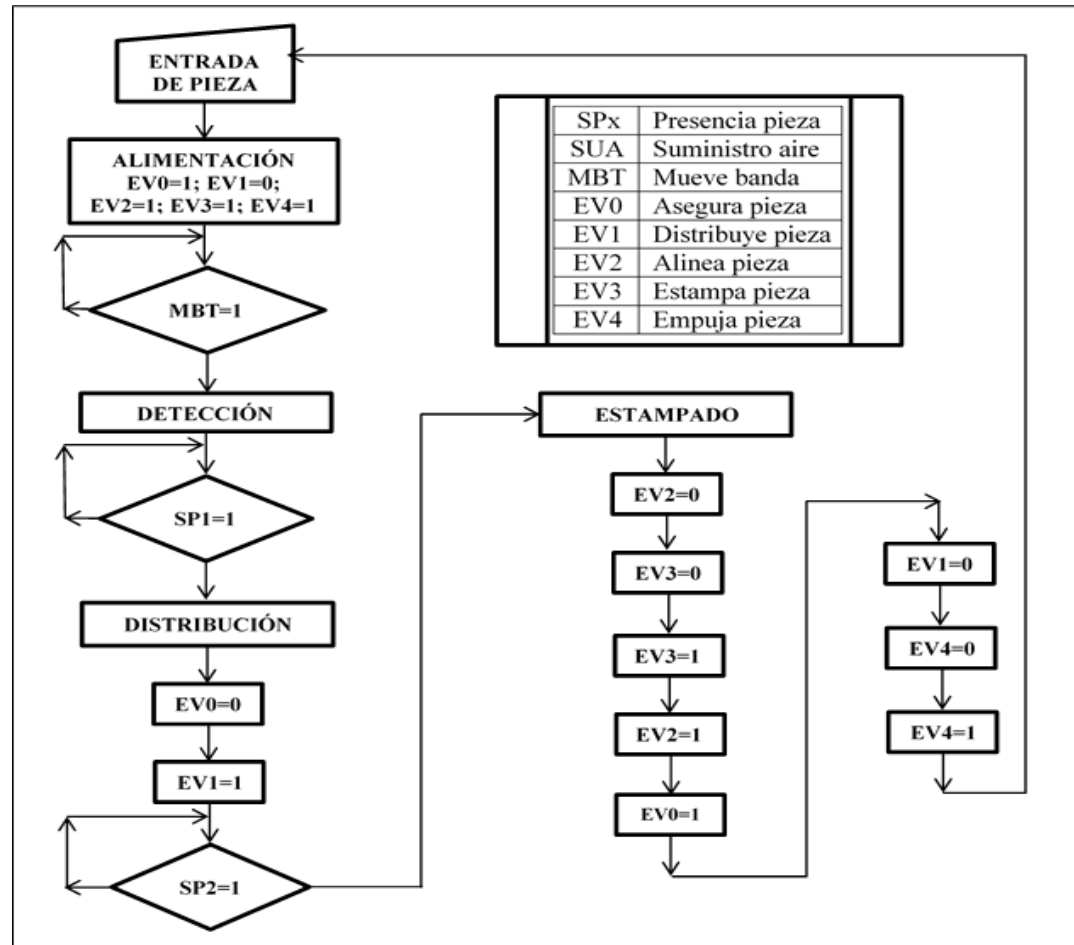 ENTRADA
DE PIEZA
ALIMENTACIÓN
EV0=1; EV1=0;
EV2=1; EV3=1; EV4=1
MBT=1
DETECCIÓN
SP1=1
DISTRIBUCIÓN
EV0=0
EV1=1
SP2=1
SPx Presencia pieza
SUA Suministro aire
MBT Mueve banda
EV0 Asegura pieza
EV1 Distribuye pieza
EV2 Alinea pieza
EV3 Estampa pieza
EV4 Empuja pieza
ESTAMPADO
EV2=0
EV3=0
EV3=1
EV2=1
EV0=1
EV1=0
EV4=0
EV4=1